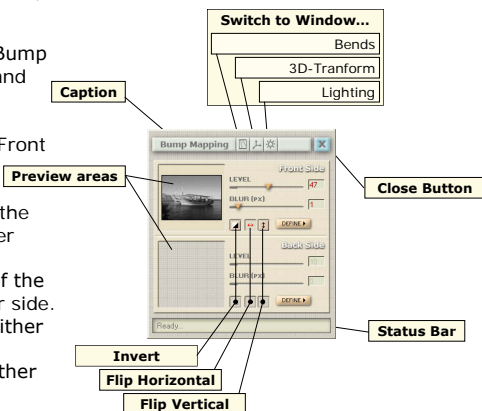 Switch to Window...
Bends
3D-Tranform
Lighting
Bump
and
Caption
Front
Preview areas
the
er
f the
r side.
ither
ther
Bump Mapping
X
Front Side
LEVEL
47
BLUR (PX)
1
DEFINE
Back Side
LEVEL
BLUR (PX)
DEFINE
Ready...
Close Button
Status Bar
Invert
Flip Horizontal
Flip Vertical